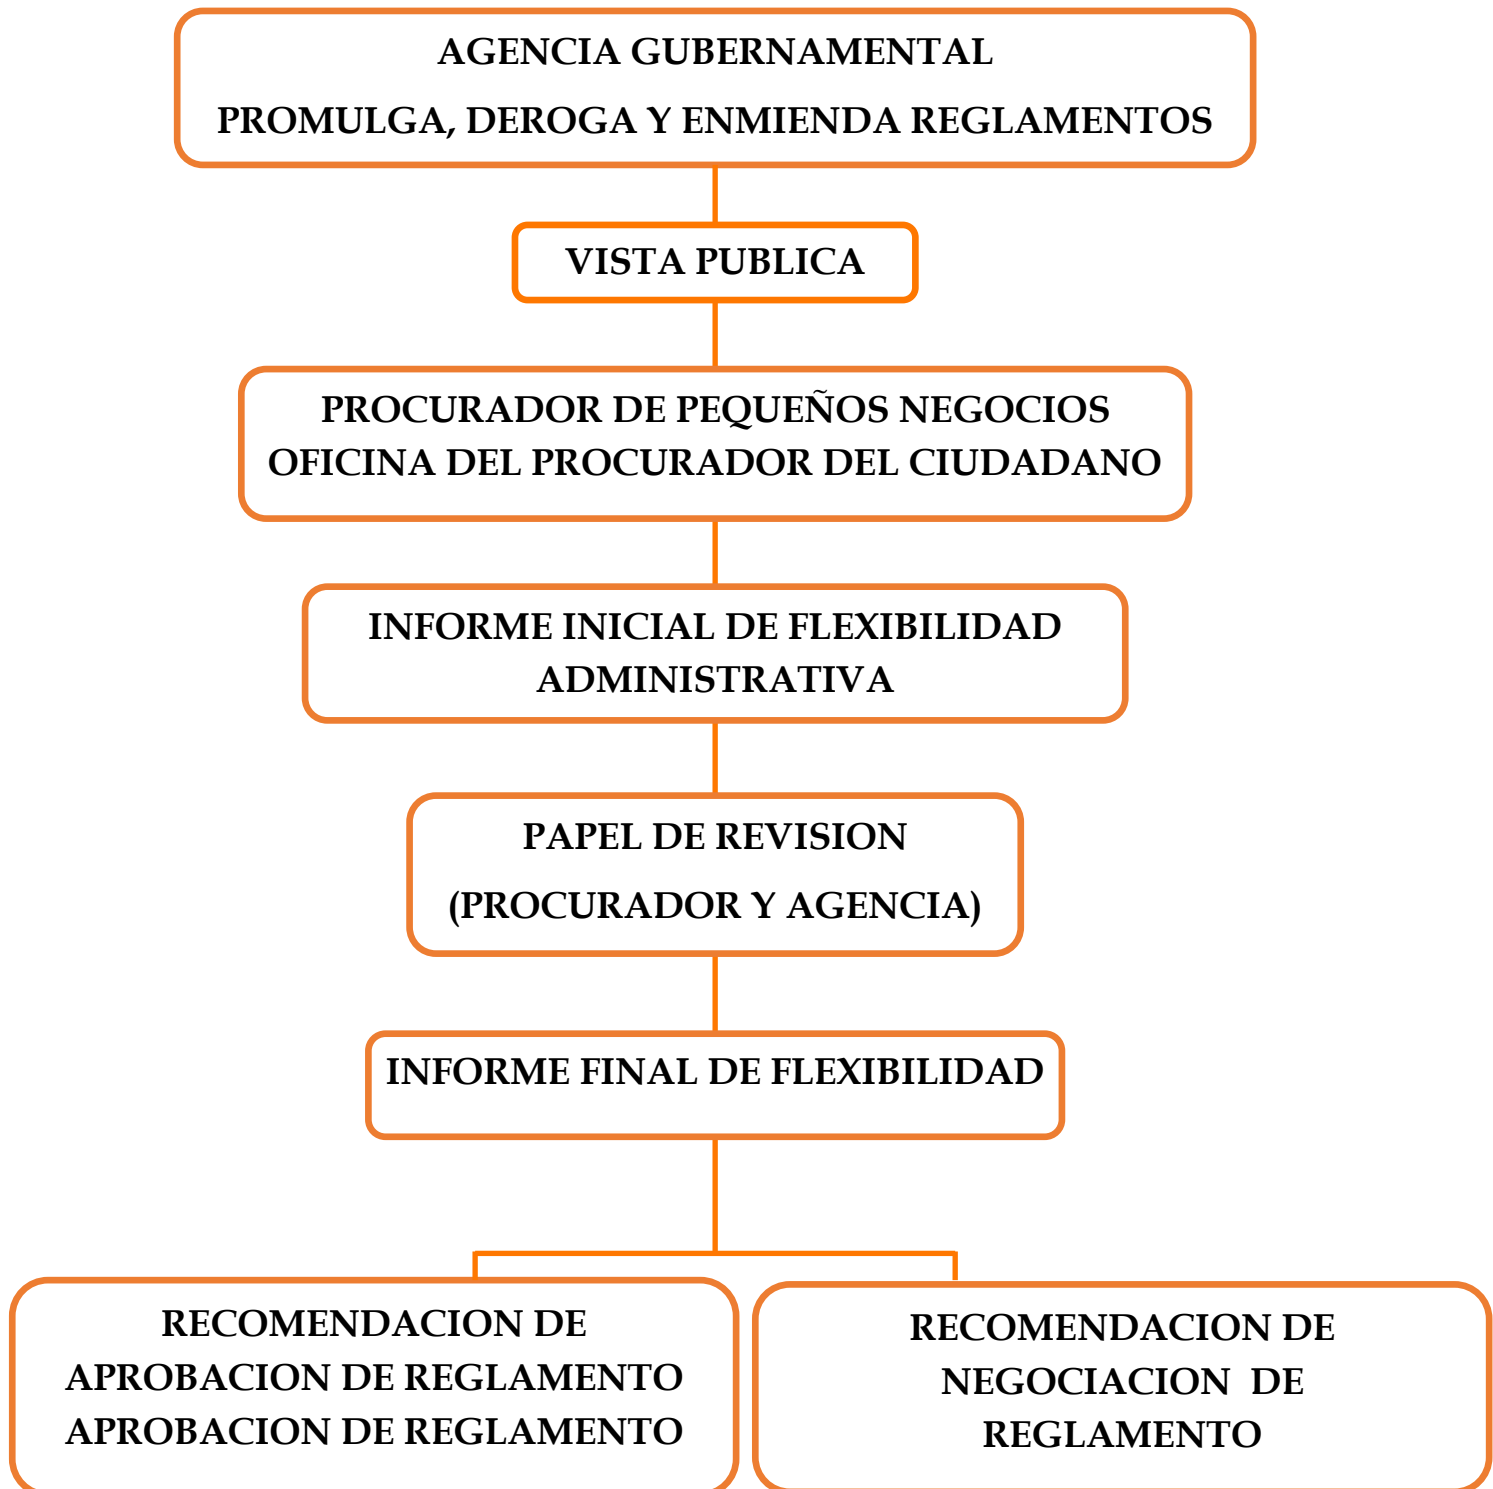 AGENCIA GUBERNAMENTAL
PROMULGA, DEROGA Y ENMIENDA REGLAMENTOS
VISTA PUBLICA
PROCURADOR DE PEQUEÑOS NEGOCIOS
OFICINA DEL PROCURADOR DEL CIUDADANO
INFORME INICIAL DE FLEXIBILIDAD
ADMINISTRATIVA
PAPEL DE REVISION
(PROCURADOR Y AGENCIA)
INFORME FINAL DE FLEXIBILIDAD
RECOMENDACION DE
APROBACION DE REGLAMENTO
APROBACION DE REGLAMENTO
RECOMENDACION DE
NEGOCIACION  DE
REGLAMENTO